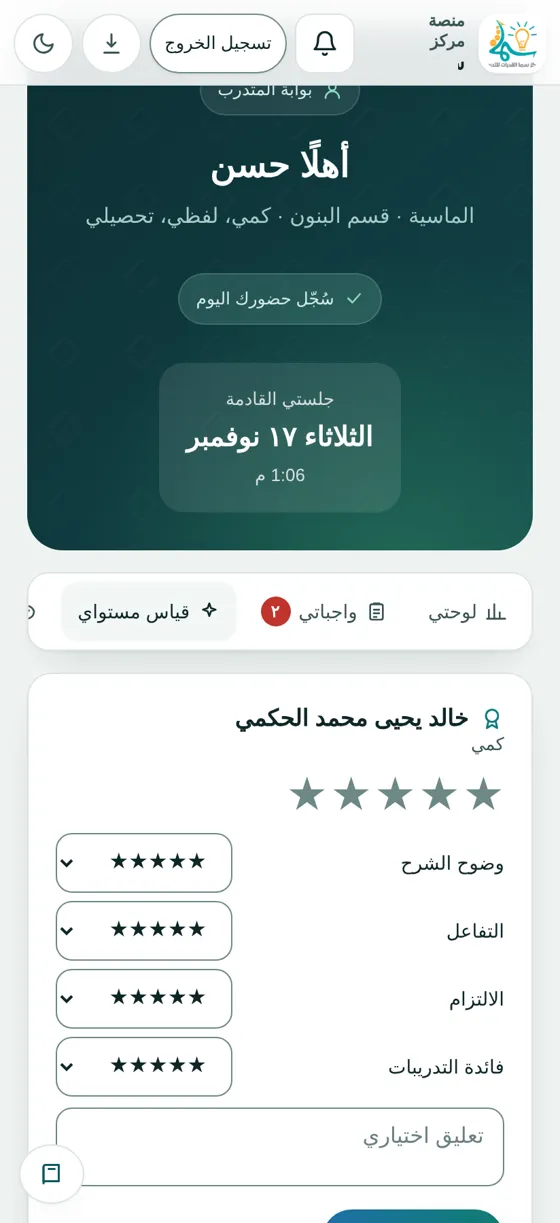 منصة
مركز
تسجيل الخروج
بوابة المتدرب
أهلًا حسن
الماسية · قسم البنون · كمي، لفظي، تحصيلي
سُجّل حضورك اليوم
جلستي القادمة
الثلاثاء ١٧ نوفمبر
1:06 م
لوحتي
واجباتي ٢
قياس مستواي
خالد يحيى محمد الحكمي
كمي
★★★★★
وضوح الشرح ★★★★★
التفاعل ★★★★★
الالتزام ★★★★★
فائدة التدريبات ★★★★★
تعليق اختياري